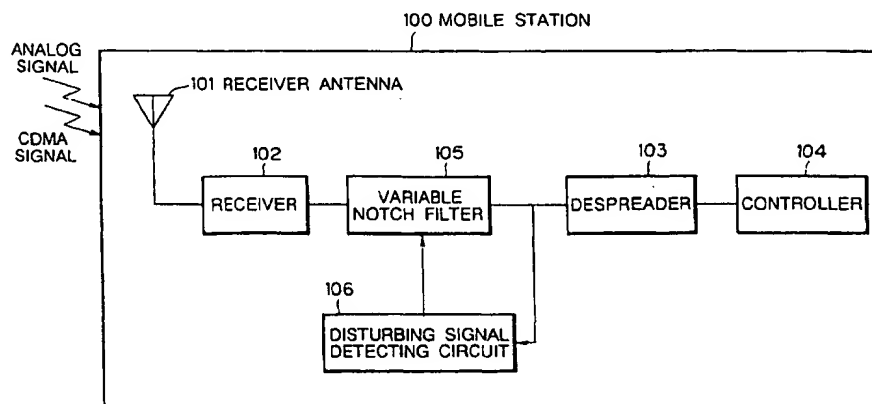 100 MOBILE STATION
ANALOG
SIGNAL
101 RECEIVER ANTENNA
CDMA
SIGNAL
102
105
103
104
RECEIVER
VARIABLE
NOTCH FILTER
DESPREADER
CONTROLLER
106
DISTURBING SIGNAL
DETECTING CIRCUIT